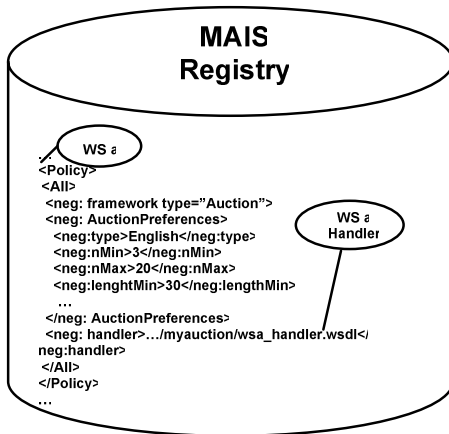 MAIS
Registry
WS a
...
<Policy>
<All>
<neg: framework type=”Auction”>
<neg: AuctionPreferences>
<neg:type>English</neg:type>
<neg:nMin>3</neg:nMin>
<neg:nMax>20</neg:nMax>
<neg:lenghtMin>30</neg:lengthMin>
...
</neg: AuctionPreferences>
<neg: handler>…/myauction/wsa_handler.wsdl</
neg:handler>
</All>
</Policy>
...
WS a
Handler